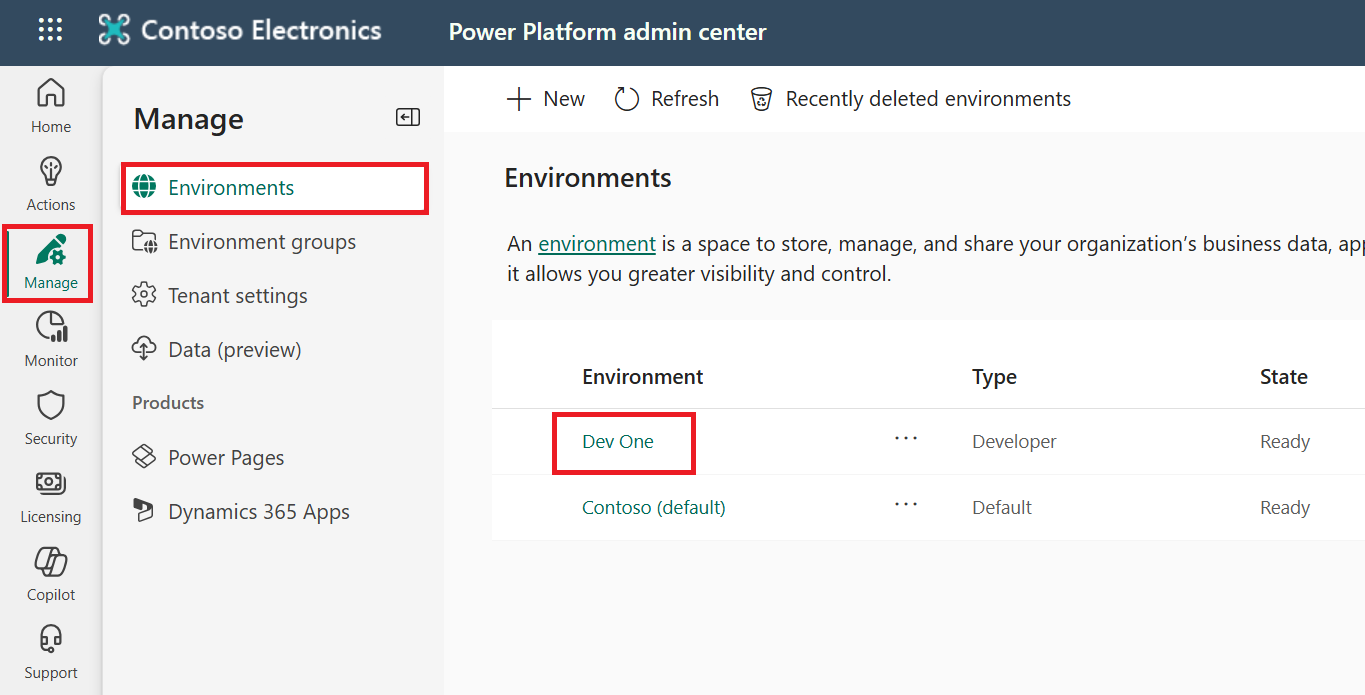 Contoso Electronics
Power Platform admin center
Home
Actions
Manage
Monitor
Security
Licensing
Copilot
Support
Manage
Environments
Environment groups
Tenant settings
Data (preview)
Products
Power Pages
Dynamics 365 Apps
New
Refresh
Recently deleted environments
Environments
An environment is a space to store, manage, and share your organization’s business data, app
it allows you greater visibility and control.
Environment Type State
Dev One ··· Developer Ready
Contoso (default) ··· Default Ready